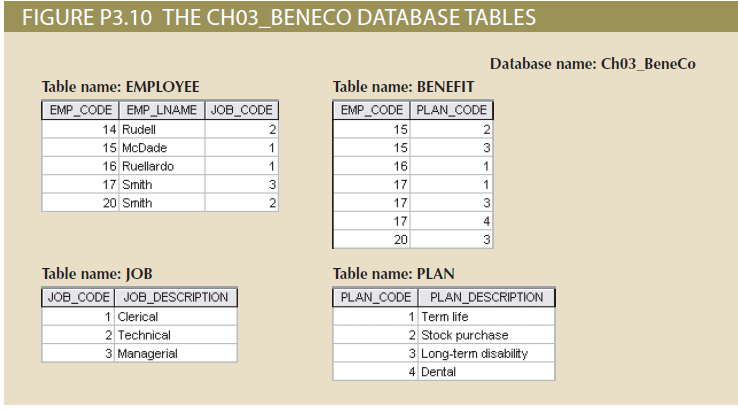 FIGURE P3.10 THE CH03_BENECO DATABASE TABLES
Database name: Ch03_BeneCo
Table name: EMPLOYEE
EMP_CODE EMP_LNAME JOB_CODE
14 Rudell 2
15 McDade 1
16 Ruellardo 1
17 Smith 3
20 Smith 2
Table name: BENEFIT
EMP_CODE PLAN_CODE
15 2
15 3
16 1
17 1
17 3
17 4
20 3
Table name: JOB
JOB_CODE JOB_DESCRIPTION
1 Clerical
2 Technical
3 Managerial
Table name: PLAN
PLAN_CODE PLAN_DESCRIPTION
1 Term life
2 Stock purchase
3 Long-term disability
4 Dental